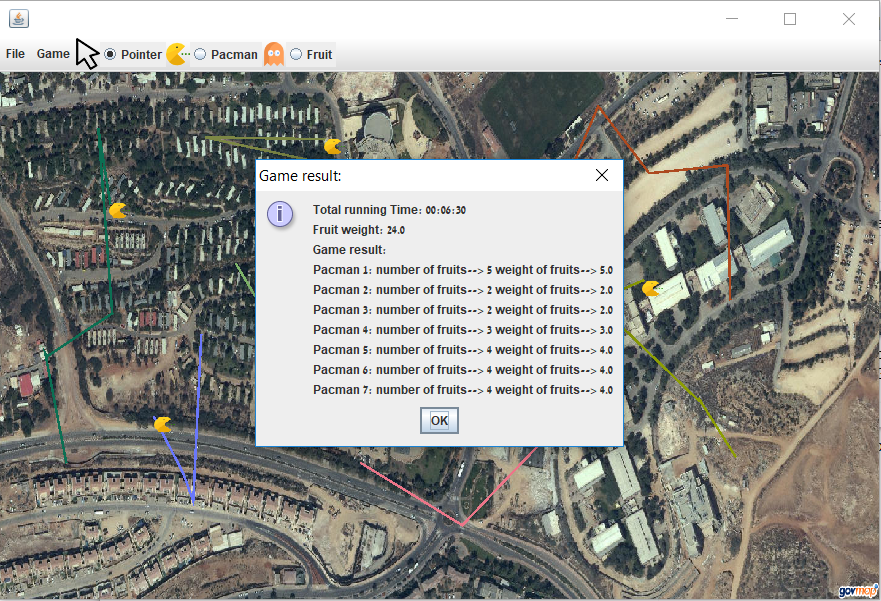 File Game Pointer Pacman Fruit
Game result:
Total running Time: 00:06:30
Fruit weight: 24.0
Game result:
Pacman 1: number of fruits--> 5 weight of fruits--> 5.0
Pacman 2: number of fruits--> 2 weight of fruits--> 2.0
Pacman 3: number of fruits--> 2 weight of fruits--> 2.0
Pacman 4: number of fruits--> 3 weight of fruits--> 3.0
Pacman 5: number of fruits--> 4 weight of fruits--> 4.0
Pacman 6: number of fruits--> 4 weight of fruits--> 4.0
Pacman 7: number of fruits--> 4 weight of fruits--> 4.0
OK
govmap